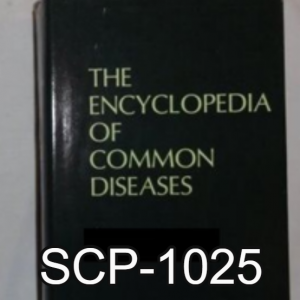 THE
ENCYCLOPEDIA
OF
COMMON
DISEASES
SCP-1025